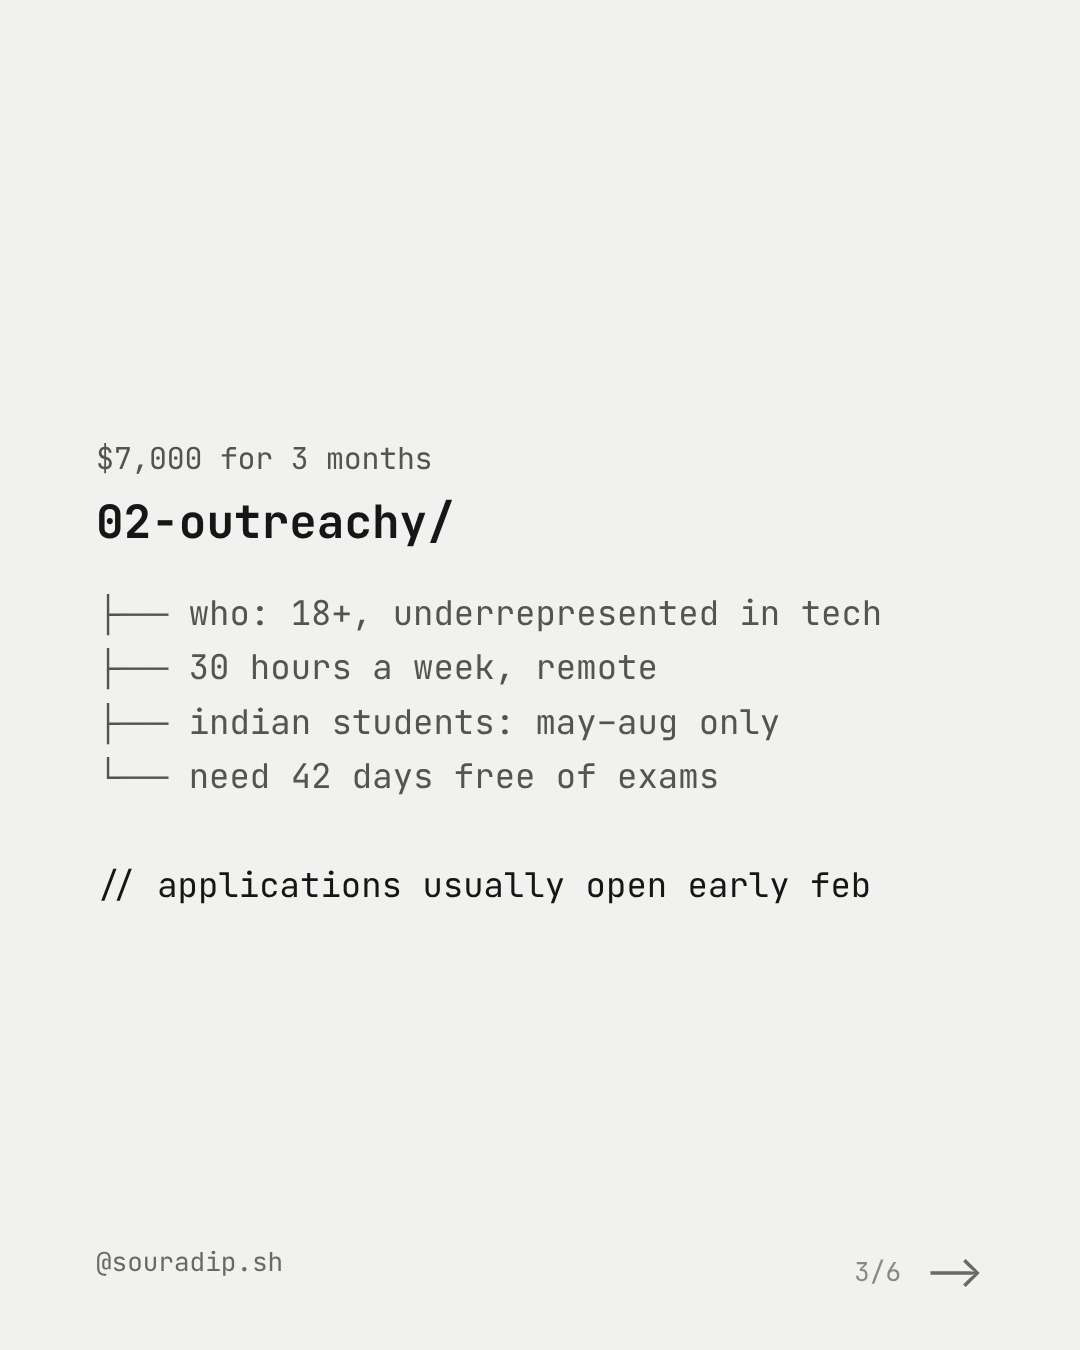 $7,000 for 3 months
02-outreachy/
├── who: 18+, underrepresented in tech
├── 30 hours a week, remote
├── indian students: may–aug only
└── need 42 days free of exams
// applications usually open early feb
@souradip.sh
3/6 →